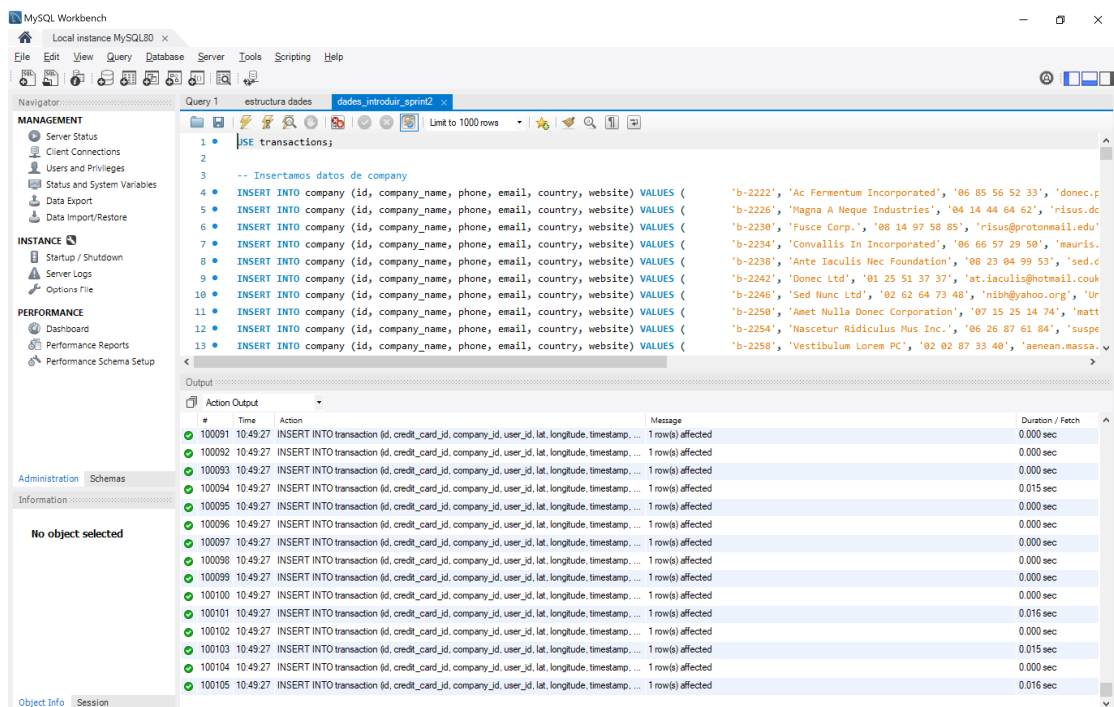 MySQL Workbench
Local instance MySQL80 ×
File Edit View Query Database Server Tools Scripting Help
Navigator
MANAGEMENT
Server Status
Client Connections
Users and Privileges
Status and System Variables
Data Export
Data Import/Restore
INSTANCE
Startup / Shutdown
Server Logs
Options File
PERFORMANCE
Dashboard
Performance Reports
Performance Schema Setup
Administration Schemas
Information
No object selected
Object Info Session
Query 1 estructura dades dades_introduir_sprint2 ×
Limit to 1000 rows
1 USE transactions;
2
3 -- Insertamos datos de company
4 INSERT INTO company (id, company_name, phone, email, country, website) VALUES ( 'b-2222', 'Ac Fermentum Incorporated', '06 85 56 52 33', 'donec.p
5 INSERT INTO company (id, company_name, phone, email, country, website) VALUES ( 'b-2226', 'Magna A Neque Industries', '04 14 44 64 62', 'risus.do
6 INSERT INTO company (id, company_name, phone, email, country, website) VALUES ( 'b-2230', 'Fusce Corp.', '08 14 97 58 85', 'risus@protonmail.edu'
7 INSERT INTO company (id, company_name, phone, email, country, website) VALUES ( 'b-2234', 'Convallis In Incorporated', '06 66 57 29 50', 'mauris.
8 INSERT INTO company (id, company_name, phone, email, country, website) VALUES ( 'b-2238', 'Ante Iaculis Nec Foundation', '08 23 04 99 53', 'sed.d
9 INSERT INTO company (id, company_name, phone, email, country, website) VALUES ( 'b-2242', 'Donec Ltd', '01 25 51 37 37', 'at.iaculis@hotmail.couk
10 INSERT INTO company (id, company_name, phone, email, country, website) VALUES ( 'b-2246', 'Sed Nunc Ltd', '02 62 64 73 48', 'nibh@yahoo.org', 'Un
11 INSERT INTO company (id, company_name, phone, email, country, website) VALUES ( 'b-2250', 'Amet Nulla Donec Corporation', '07 15 25 14 74', 'matt
12 INSERT INTO company (id, company_name, phone, email, country, website) VALUES ( 'b-2254', 'Nascetur Ridiculus Mus Inc.', '06 26 87 61 84', 'suspe
13 INSERT INTO company (id, company_name, phone, email, country, website) VALUES ( 'b-2258', 'Vestibulum Lorem PC', '02 02 87 33 40', 'aenean.massa.
Output
Action Output
# Time Action Message Duration / Fetch
100091 10:49:27 INSERT INTO transaction (id, credit_card_id, company_id, user_id, lat, longitude, timestamp, ... 1 row(s) affected 0.000 sec
100092 10:49:27 INSERT INTO transaction (id, credit_card_id, company_id, user_id, lat, longitude, timestamp, ... 1 row(s) affected 0.000 sec
100093 10:49:27 INSERT INTO transaction (id, credit_card_id, company_id, user_id, lat, longitude, timestamp, ... 1 row(s) affected 0.000 sec
100094 10:49:27 INSERT INTO transaction (id, credit_card_id, company_id, user_id, lat, longitude, timestamp, ... 1 row(s) affected 0.015 sec
100095 10:49:27 INSERT INTO transaction (id, credit_card_id, company_id, user_id, lat, longitude, timestamp, ... 1 row(s) affected 0.000 sec
100096 10:49:27 INSERT INTO transaction (id, credit_card_id, company_id, user_id, lat, longitude, timestamp, ... 1 row(s) affected 0.000 sec
100097 10:49:27 INSERT INTO transaction (id, credit_card_id, company_id, user_id, lat, longitude, timestamp, ... 1 row(s) affected 0.000 sec
100098 10:49:27 INSERT INTO transaction (id, credit_card_id, company_id, user_id, lat, longitude, timestamp, ... 1 row(s) affected 0.000 sec
100099 10:49:27 INSERT INTO transaction (id, credit_card_id, company_id, user_id, lat, longitude, timestamp, ... 1 row(s) affected 0.000 sec
100100 10:49:27 INSERT INTO transaction (id, credit_card_id, company_id, user_id, lat, longitude, timestamp, ... 1 row(s) affected 0.000 sec
100101 10:49:27 INSERT INTO transaction (id, credit_card_id, company_id, user_id, lat, longitude, timestamp, ... 1 row(s) affected 0.016 sec
100102 10:49:27 INSERT INTO transaction (id, credit_card_id, company_id, user_id, lat, longitude, timestamp, ... 1 row(s) affected 0.000 sec
100103 10:49:27 INSERT INTO transaction (id, credit_card_id, company_id, user_id, lat, longitude, timestamp, ... 1 row(s) affected 0.015 sec
100104 10:49:27 INSERT INTO transaction (id, credit_card_id, company_id, user_id, lat, longitude, timestamp, ... 1 row(s) affected 0.000 sec
100105 10:49:27 INSERT INTO transaction (id, credit_card_id, company_id, user_id, lat, longitude, timestamp, ... 1 row(s) affected 0.016 sec